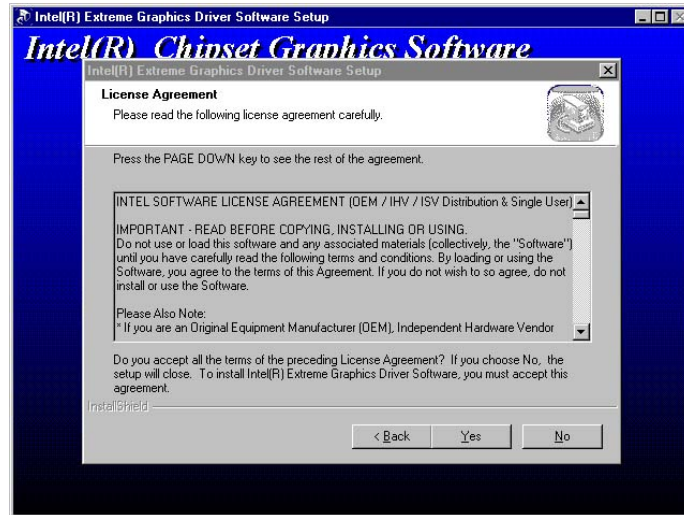 Intel(R) Extreme Graphics Driver Software Setup
Intel(R) Chipset Graphics Software
Intel(R) Extreme Graphics Driver Software Setup
License Agreement
Please read the following license agreement carefully.
Press the PAGE DOWN key to see the rest of the agreement.
INTEL SOFTWARE LICENSE AGREEMENT (OEM / IHV / ISV Distribution & Single User)
IMPORTANT - READ BEFORE COPYING, INSTALLING OR USING.
Do not use or load this software and any associated materials (collectively, the "Software")
until you have carefully read the following terms and conditions. By loading or using the
Software, you agree to the terms of this Agreement. If you do not wish to so agree, do not
install or use the Software.
Please Also Note:
* If you are an Original Equipment Manufacturer (OEM), Independent Hardware Vendor
Do you accept all the terms of the preceding License Agreement? If you choose No, the
setup will close. To install Intel(R) Extreme Graphics Driver Software, you must accept this
agreement.
InstallShield
< Back Yes No